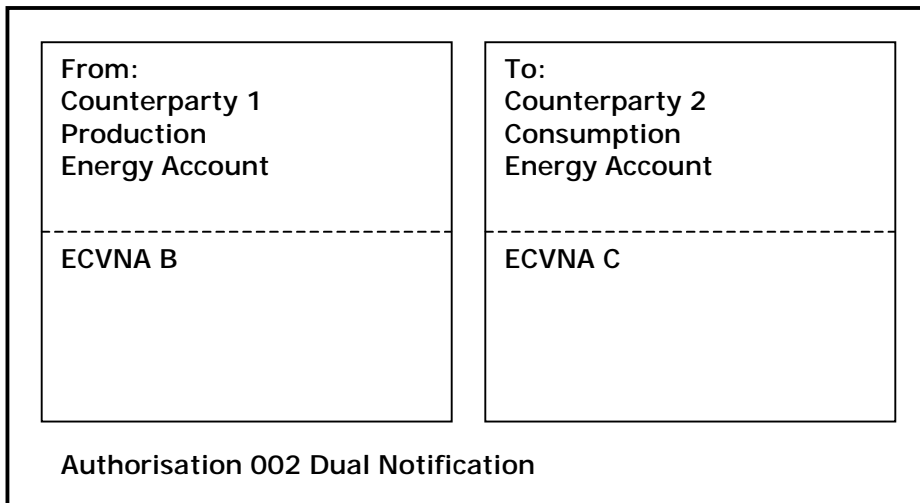 From:
Counterparty 1
Production
Energy Account
ECVNA B
To:
Counterparty 2
Consumption
Energy Account
ECVNA C
Authorisation 002 Dual Notification